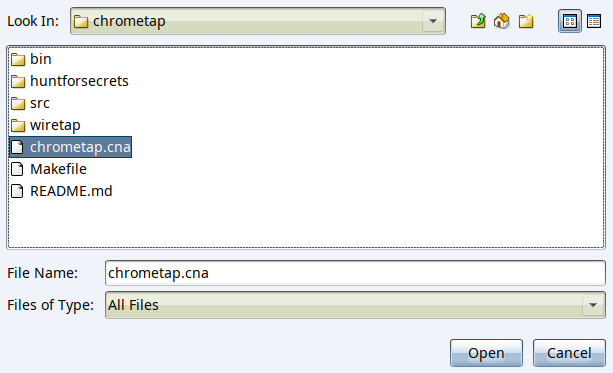 Look In: chrometap
bin
huntforsecrets
src
wiretap
chrometap.cna
Makefile
README.md
File Name: chrometap.cna
Files of Type: All Files
Open Cancel